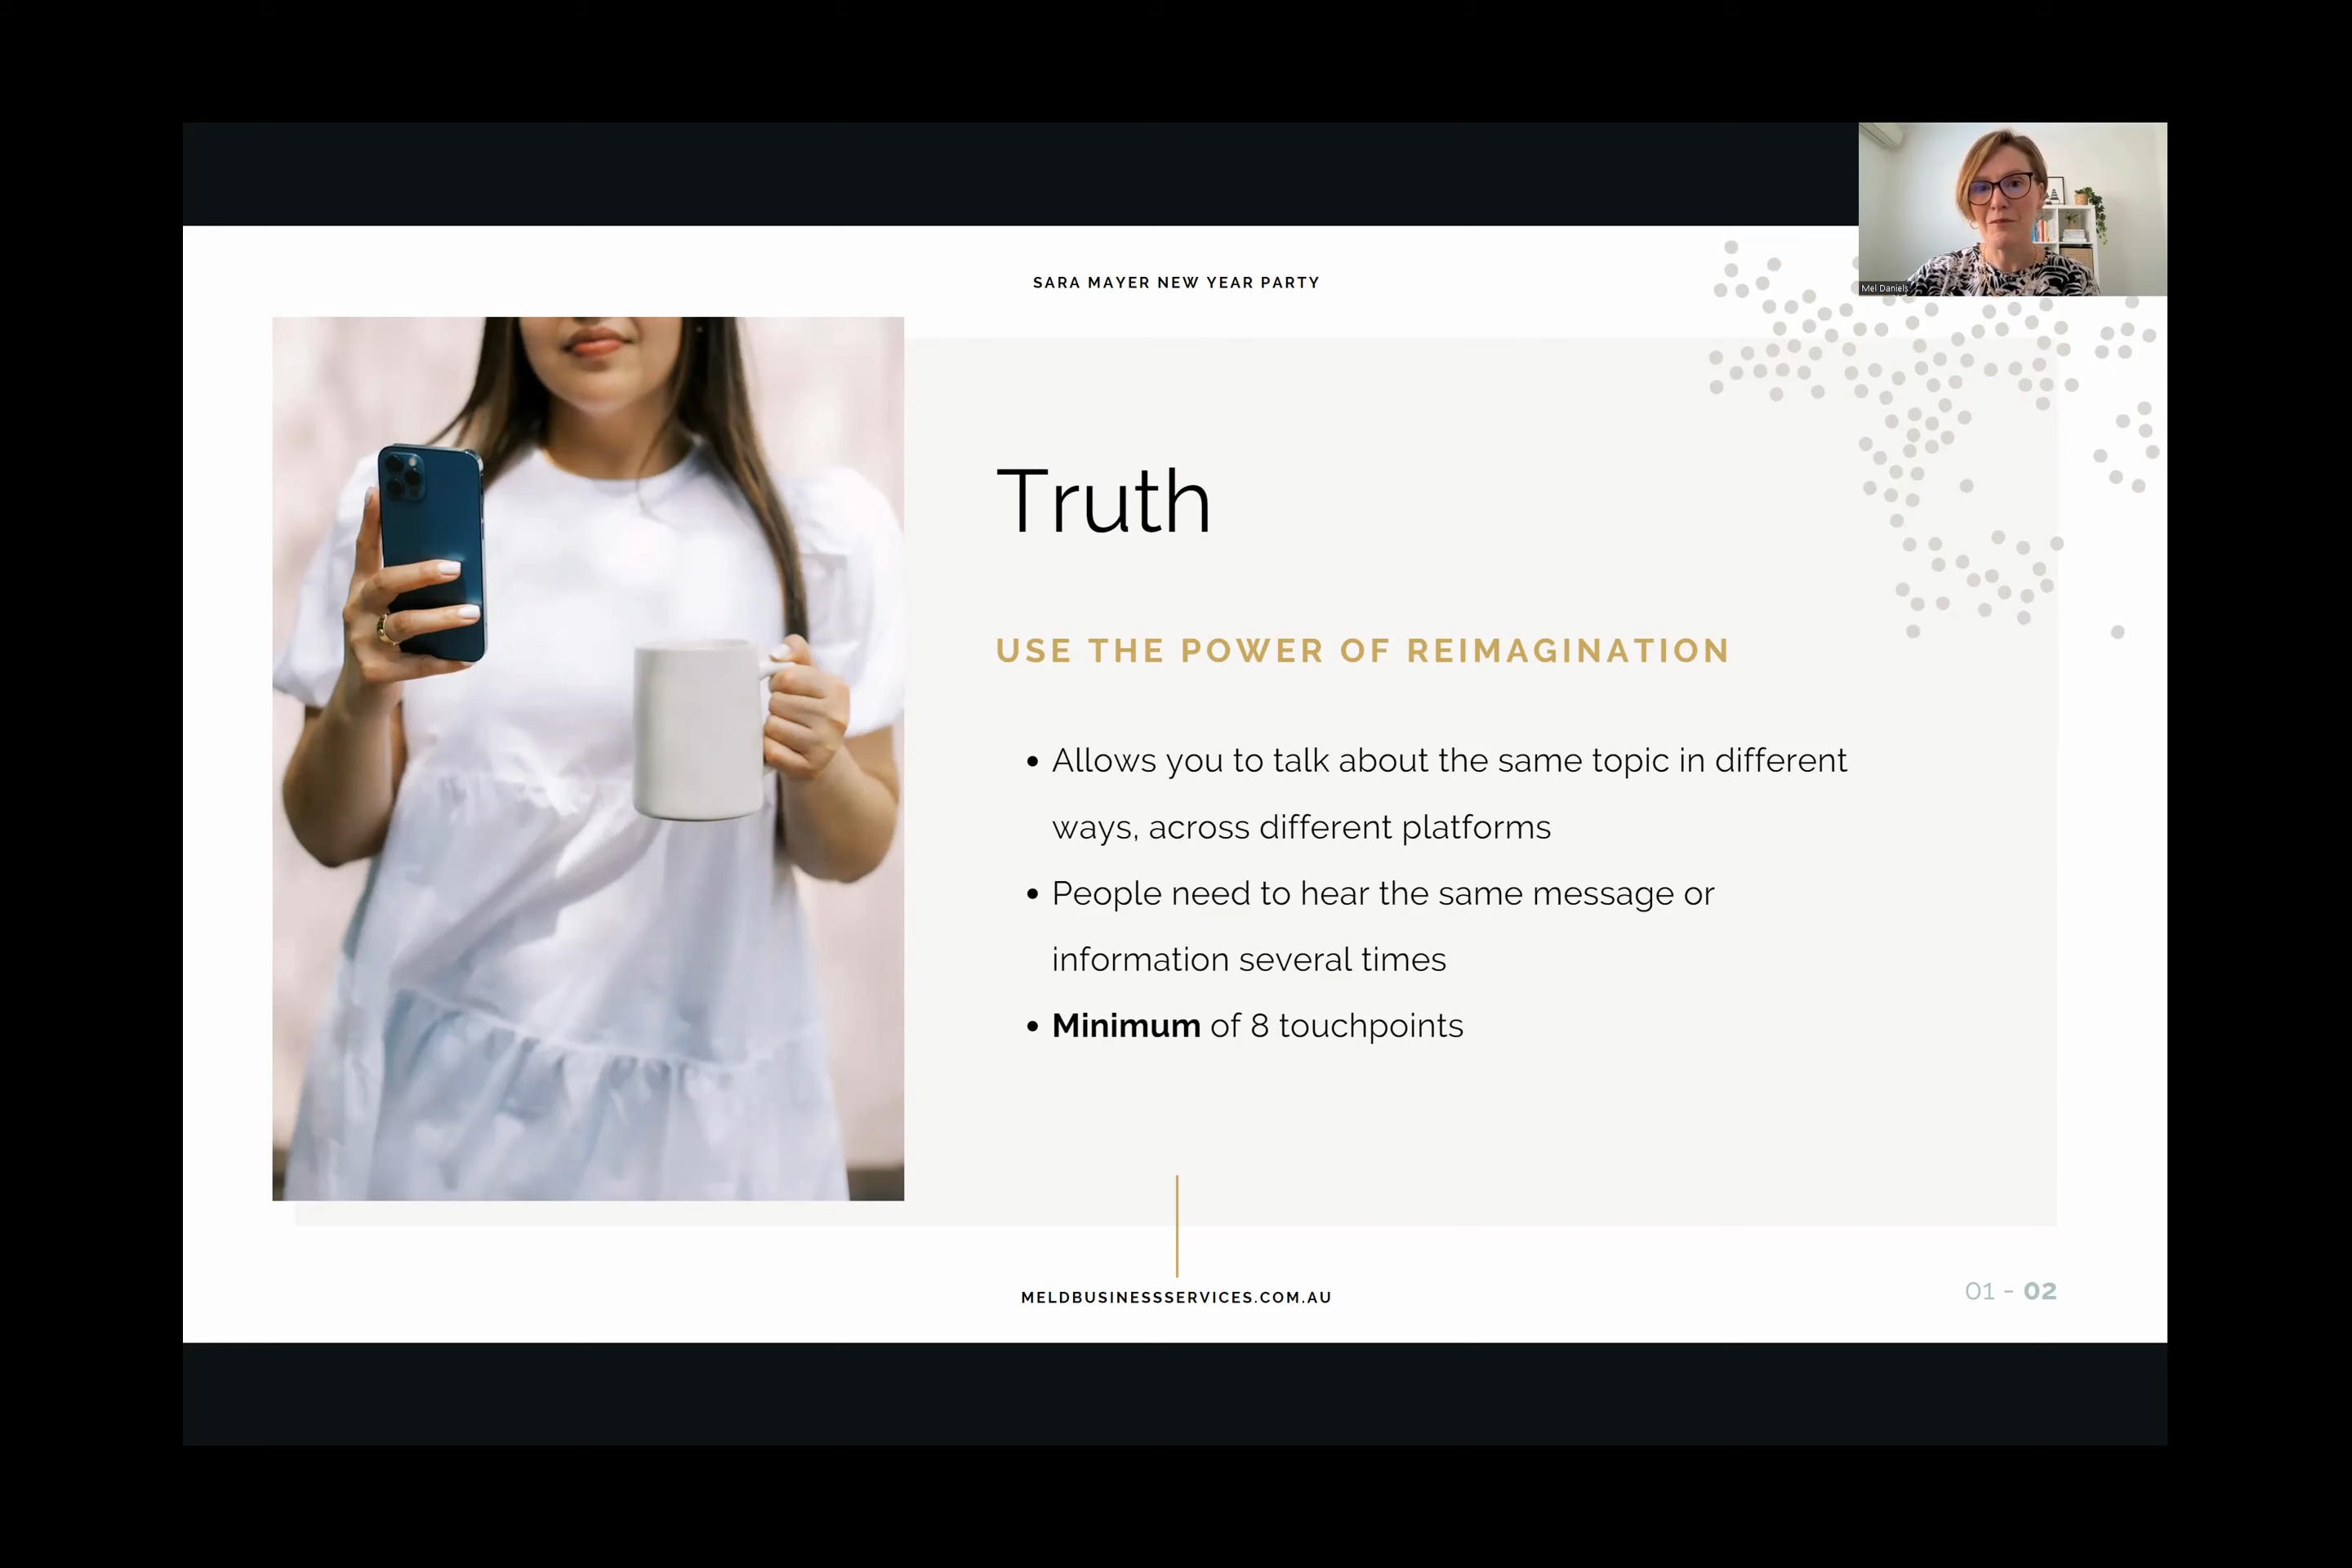 Mel Daniels
SARA MAYER NEW YEAR PARTY
Truth
USE THE POWER OF REIMAGINATION
• Allows you to talk about the same topic in different
ways, across different platforms
• People need to hear the same message or
information several times
• Minimum of 8 touchpoints
MELDBUSINESSSERVICES.COM.AU
01 - 02